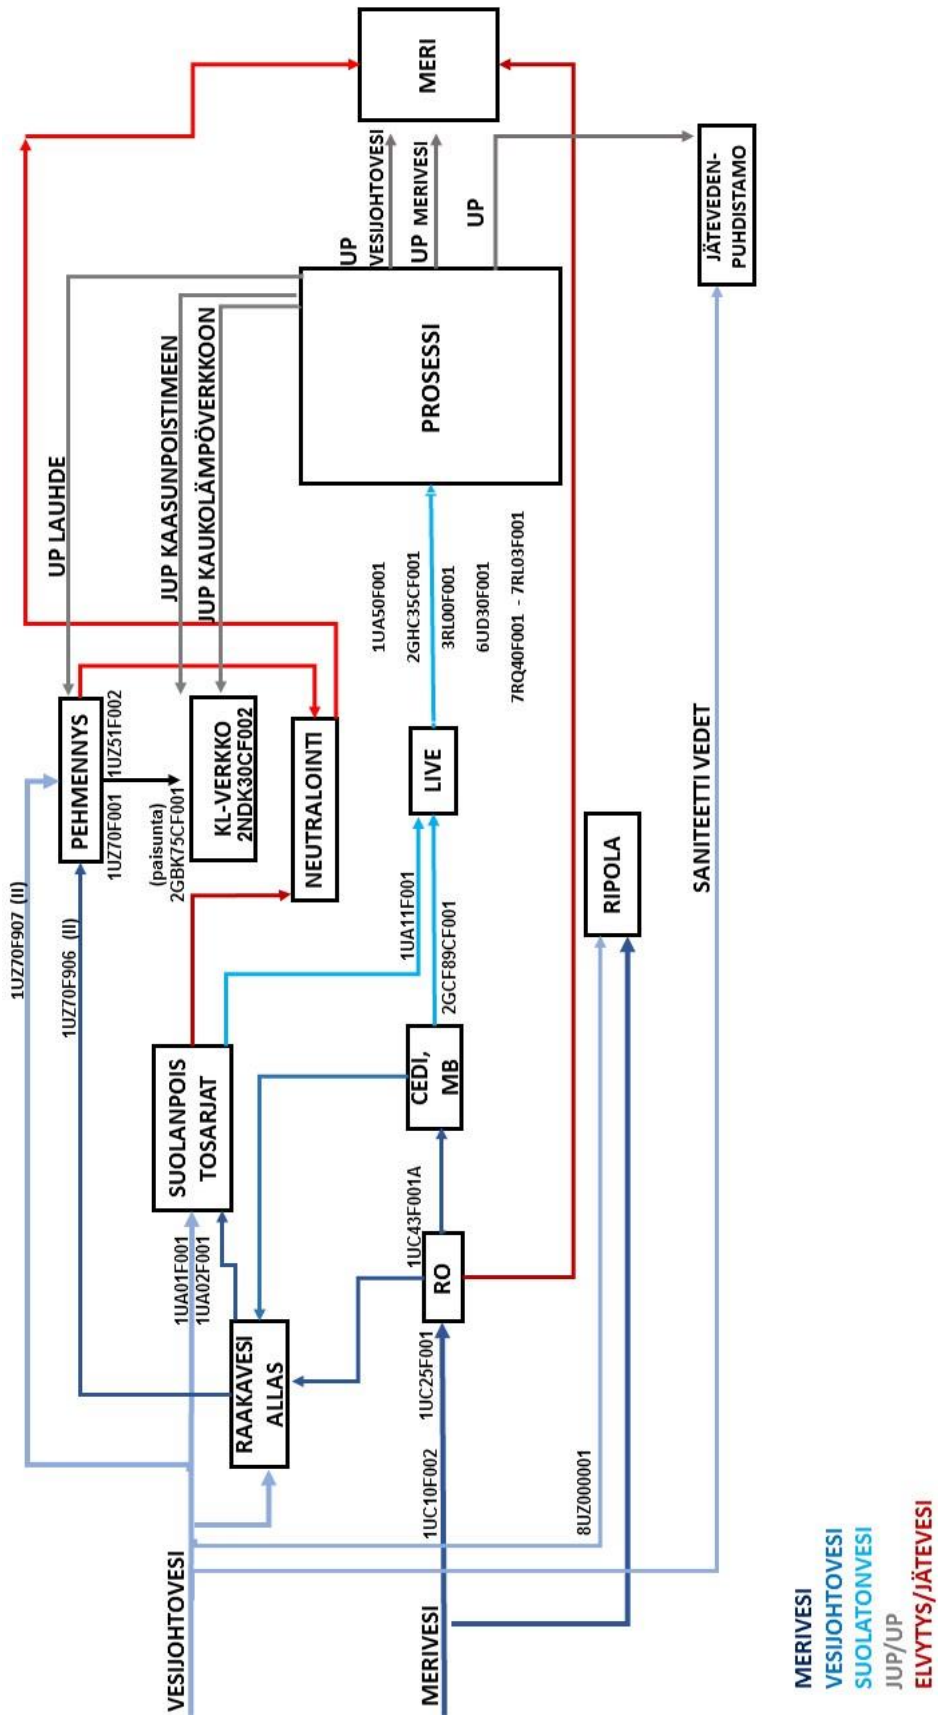 1UZ70F907 (II)
UP LAUHDE
1UZ70F906 (II)
PEHMENNYS
1UZ70F001 1UZ51F002
(paisunta)
2GBK75CF001
JUP KAASUNPOISTIMEEN
JUP KAUKOLÄMPÖVERKKOON
KL-VERKKO
2NDK30CF002
NEUTRALOINTI
VESIJOHTOVESI
1UA01F001
1UA02F001
SUOLANPOIS
TOSARJAT
RAAKAVESI
ALLAS
UP
VESIJOHTOVESI
UP MERIVESI
UP
MERI
PROSESSI
1UA50F001
2GHC35CF001
3RL00F001
6UD30F001
7RQ40F001 - 7RL03F001
1UA11F001
2GCF89CF001
LIVE
CEDI,
MB
1UC43F001A
RO
1UC25F001
1UC10F002
MERIVESI
8UZ000001
RIPOLA
SANITEETTI VEDET
JÄTEVEDEN-
PUHDISTAMO
MERIVESI
VESIJOHTOVESI
SUOLATONVESI
JUP/UP
ELVYTYS/JÄTEVESI